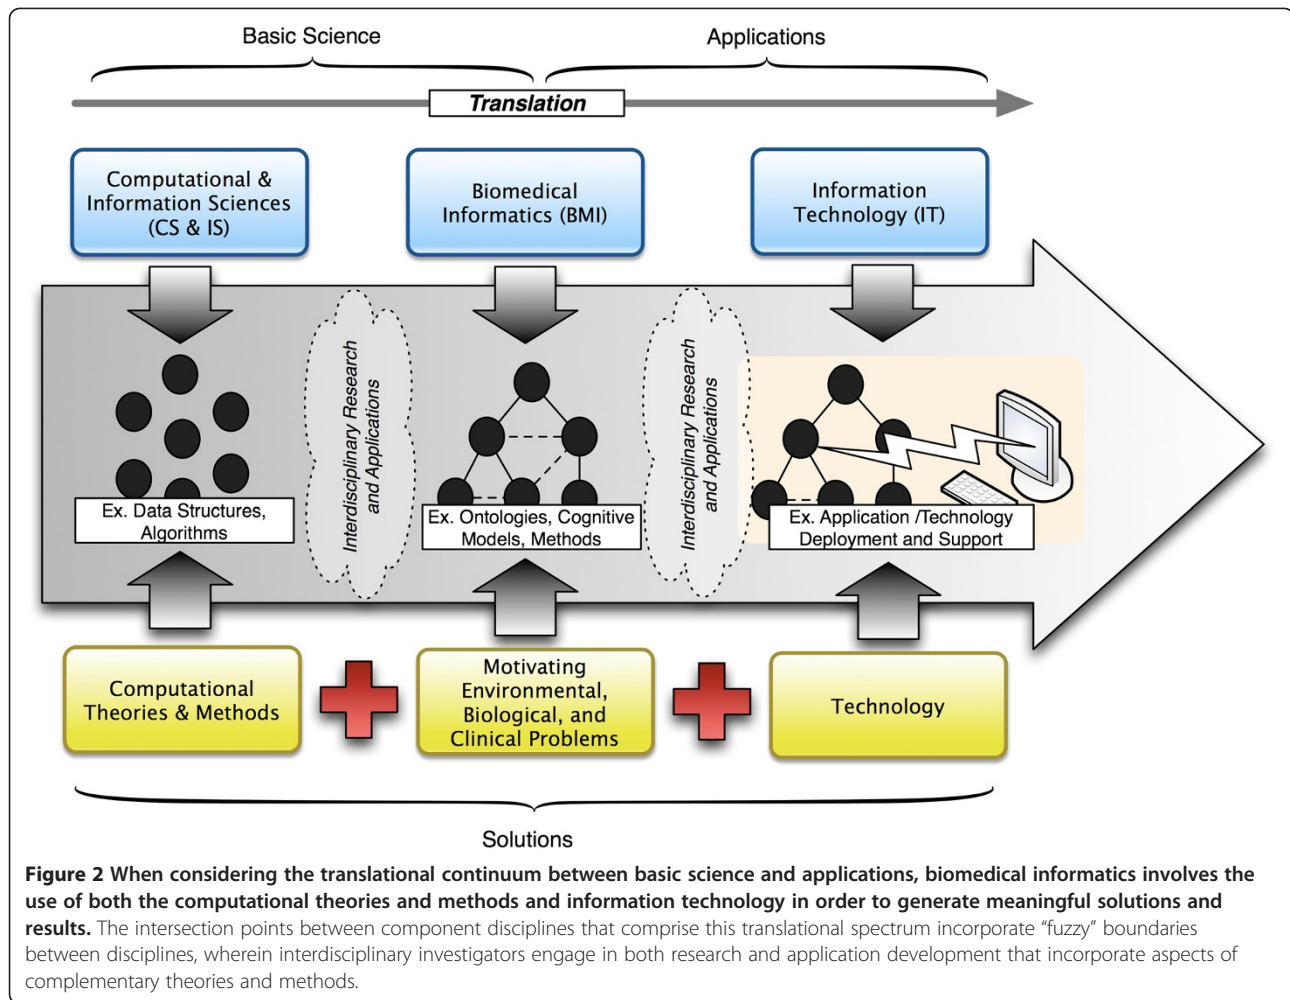 Basic Science
Applications
Translation
Computational &
Information Sciences
(CS & IS)
Biomedical
Informatics (BMI)
Information
Technology (IT)
Interdisciplinary Research
and Applications
Interdisciplinary Research
and Applications
Ex. Data Structures,
Algorithms
Ex. Ontologies, Cognitive
Models, Methods
Ex. Application /Technology
Deployment and Support
Computational
Theories & Methods
Motivating
Environmental,
Biological, and
Clinical Problems
Technology
Solutions
Figure 2 When considering the translational continuum between basic science and applications, biomedical informatics involves the
use of both the computational theories and methods and information technology in order to generate meaningful solutions and
results. The intersection points between component disciplines that comprise this translational spectrum incorporate “fuzzy” boundaries
between disciplines, wherein interdisciplinary investigators engage in both research and application development that incorporate aspects of
complementary theories and methods.